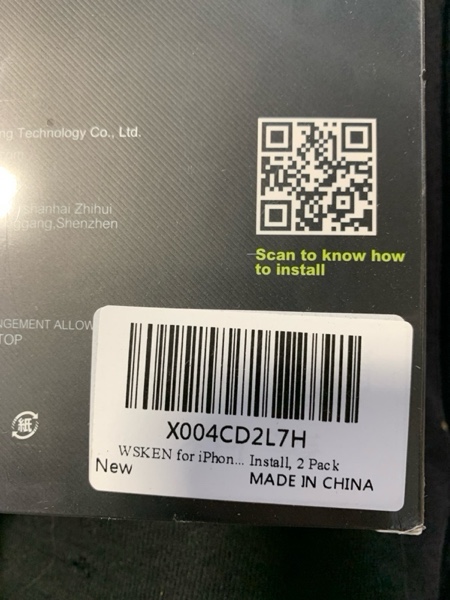 ng Technology Co., Ltd.
shanhai Zhihui
ggang,Shenzhen
Scan to know how
to install
NGEMENT ALLOW
TOP
紙
X004CD2L7H
WSKEN for iPhon... Install, 2 Pack
New
MADE IN CHINA